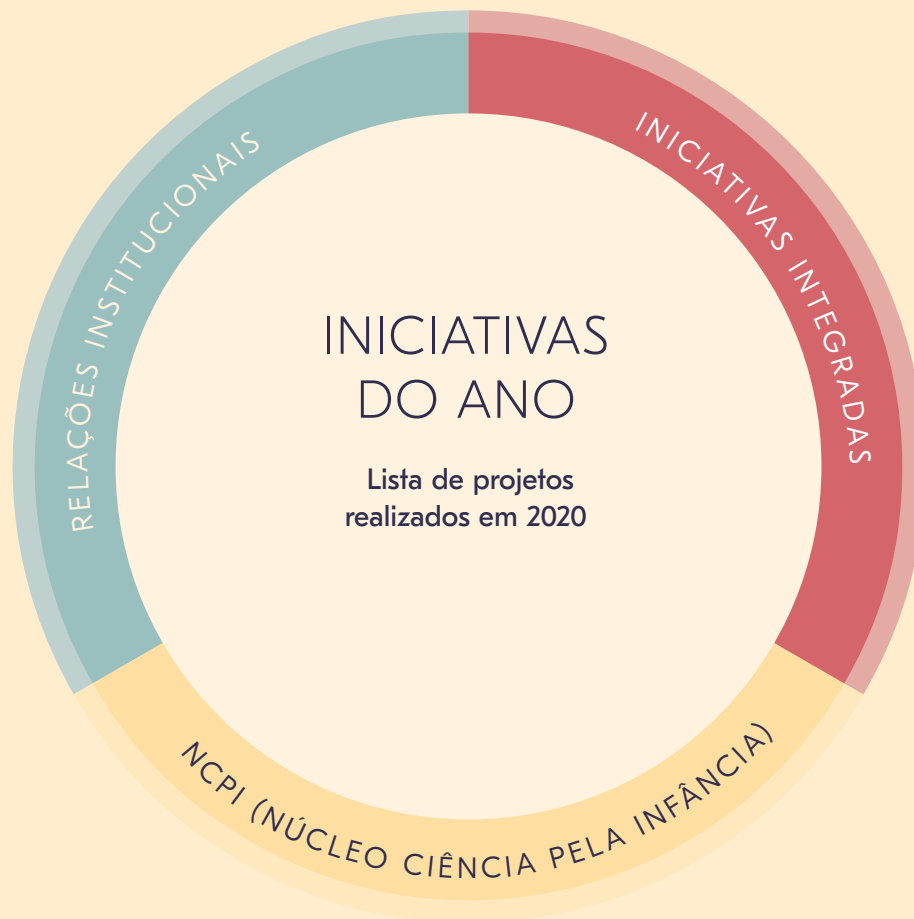 INICIATIVAS
DO ANO
Lista de projetos
realizados em 2020
RELAÇÕES INSTITUCIONAIS
INICIATIVAS INTEGRADAS
NCPI (NÚCLEO CIÊNCIA PELA INFÂNCIA)